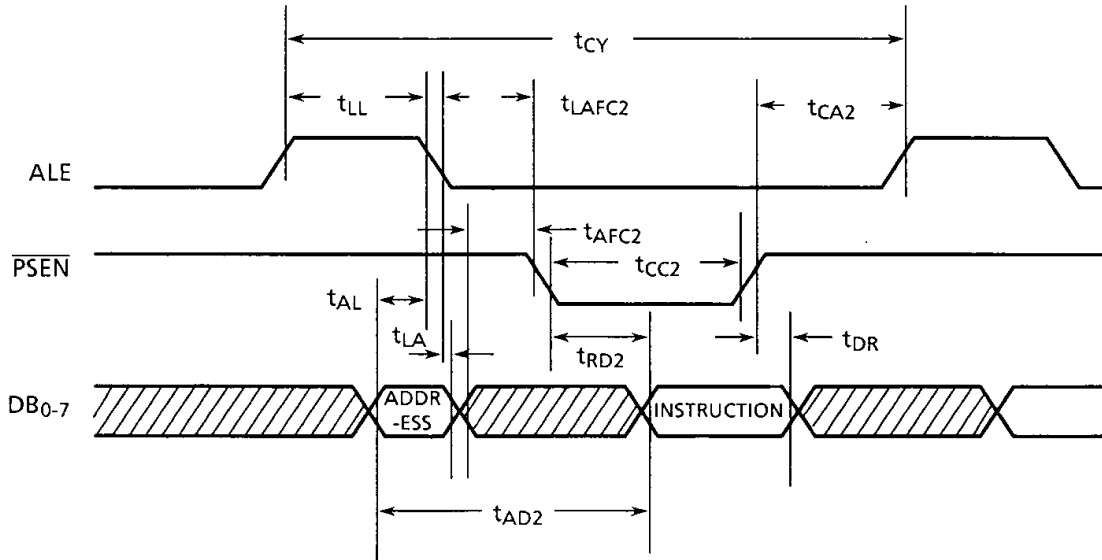 tCY
tLL
tLAFC2
tCA2
ALE
tAFC2
PSEN
tCC2
tAL
tLA
tRD2
tDR
DB0-7
ADDR
-ESS
INSTRUCTION
tAD2